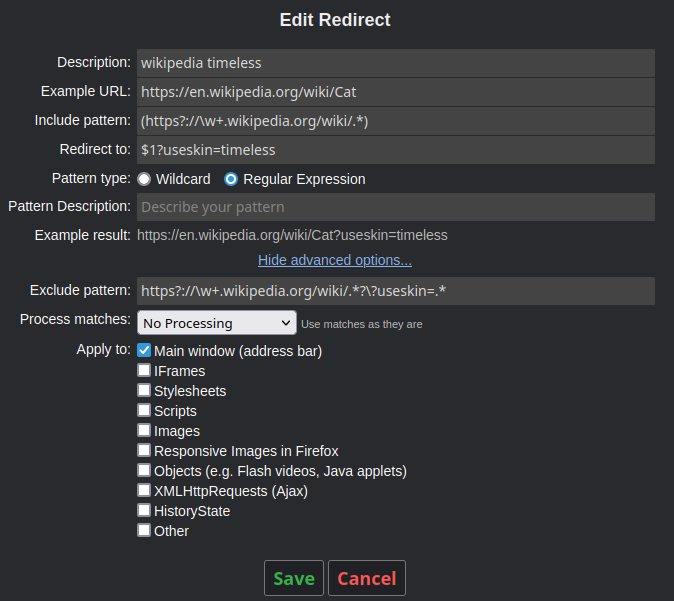 Edit Redirect
Description: wikipedia timeless
Example URL: https://en.wikipedia.org/wiki/Cat
Include pattern: (https?://\w+.wikipedia.org/wiki/.*)
Redirect to: $1?useskin=timeless
Pattern type: Wildcard Regular Expression
Pattern Description: Describe your pattern
Example result: https://en.wikipedia.org/wiki/Cat?useskin=timeless
Hide advanced options...
Exclude pattern: https?://\w+.wikipedia.org/wiki/.*?\?useskin=.*
Process matches: No Processing Use matches as they are
Apply to: Main window (address bar)
IFrames
Stylesheets
Scripts
Images
Responsive Images in Firefox
Objects (e.g. Flash videos, Java applets)
XMLHttpRequests (Ajax)
HistoryState
Other
Save Cancel